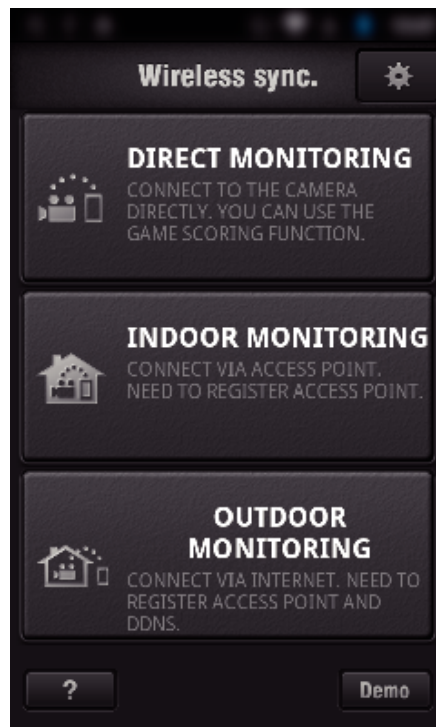 Wireless sync.
DIRECT MONITORING
CONNECT TO THE CAMERA
DIRECTLY. YOU CAN USE THE
GAME SCORING FUNCTION.
INDOOR MONITORING
CONNECT VIA ACCESS POINT.
NEED TO REGISTER ACCESS POINT.
OUTDOOR
MONITORING
CONNECT VIA INTERNET. NEED TO
REGISTER ACCESS POINT AND
DDNS.
?
Demo